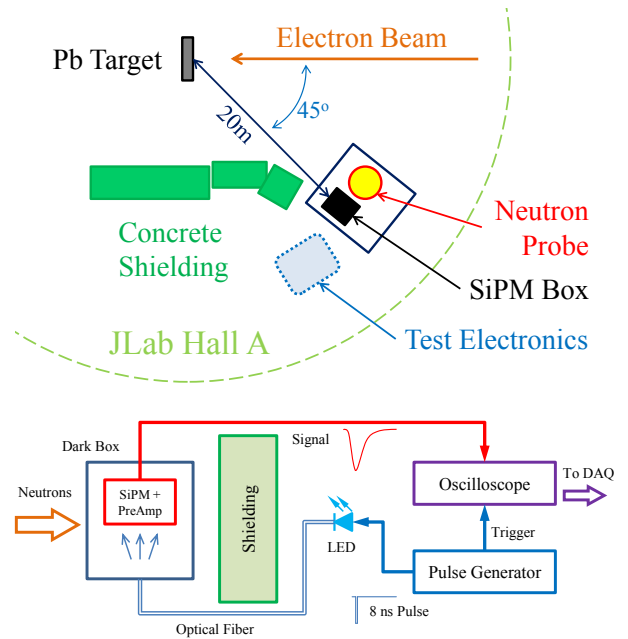 Electron Beam
Pb Target
45°
20m
Concrete
Shielding
Neutron
Probe
SiPM Box
Test Electronics
JLab Hall A
Dark Box
Signal
To DAQ
Neutrons
SiPM +
PreAmp
Shielding
Oscilloscope
LED
Trigger
Pulse Generator
8 ns Pulse
Optical Fiber